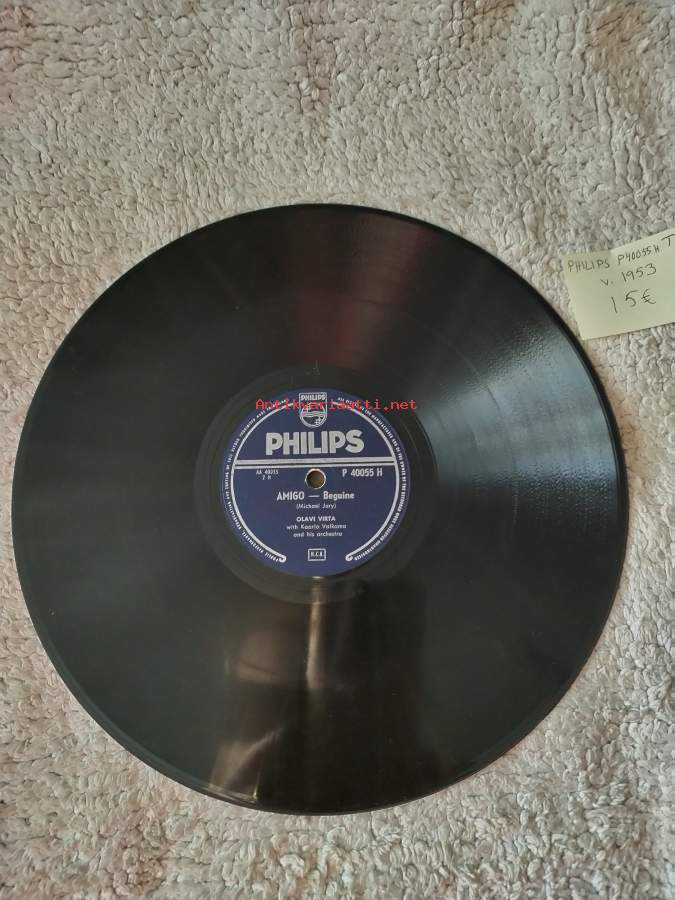 PHILIPS
Antikvariaatti.net
PHILIPS
AA 40015
2 H
P 40055 H
AMIGO — Beguine
(Michael Jary)
OLAVI VIRTA
with Kaarlo Valkama
and his orchestra
N.C.B.
PHILIPS P40055H T
V. 1953
15€